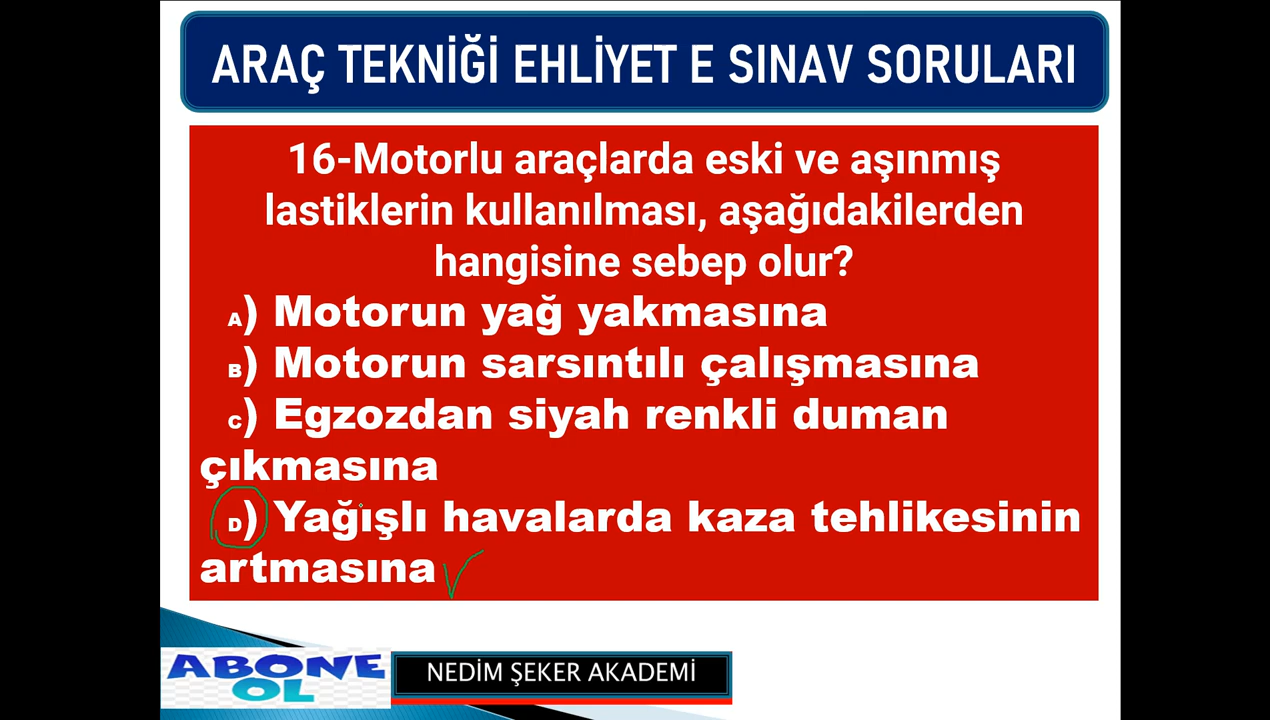 ARAÇ TEKNİĞİ EHLİYET E SINAV SORULARI
16-Motorlu araçlarda eski ve aşınmış
lastiklerin kullanılması, aşağıdakilerden
hangisine sebep olur?
A) Motorun yağ yakmasına
B) Motorun sarsıntılı çalışmasına
C) Egzozdan siyah renkli duman
çıkmasına
D) Yağışlı havalarda kaza tehlikesinin
artmasına
ABONE
OL
NEDİM ŞEKER AKADEMİ